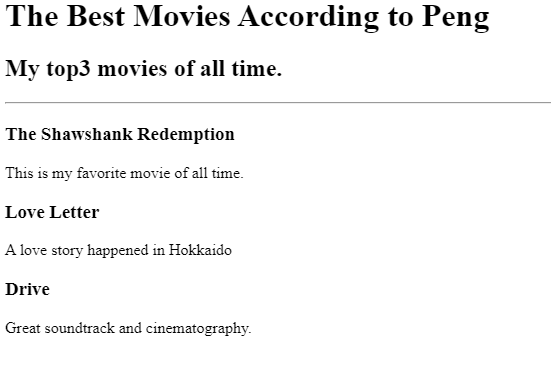 The Best Movies According to Peng
My top3 movies of all time.
The Shawshank Redemption
This is my favorite movie of all time.
Love Letter
A love story happened in Hokkaido
Drive
Great soundtrack and cinematography.